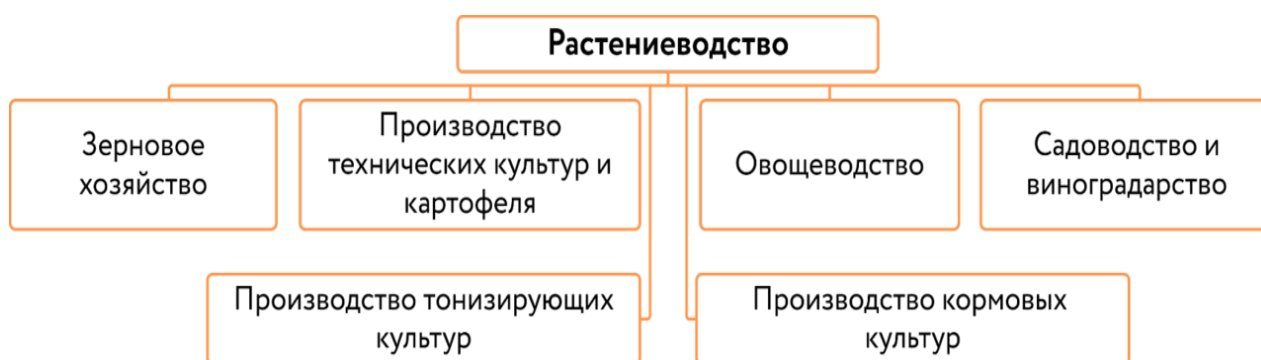 Растениеводство
Зерновое
хозяйство
Производство
технических культур и
картофеля
Овощеводство
Садоводство и
виноградарство
Производство тонизирующих
культур
Производство кормовых
культур